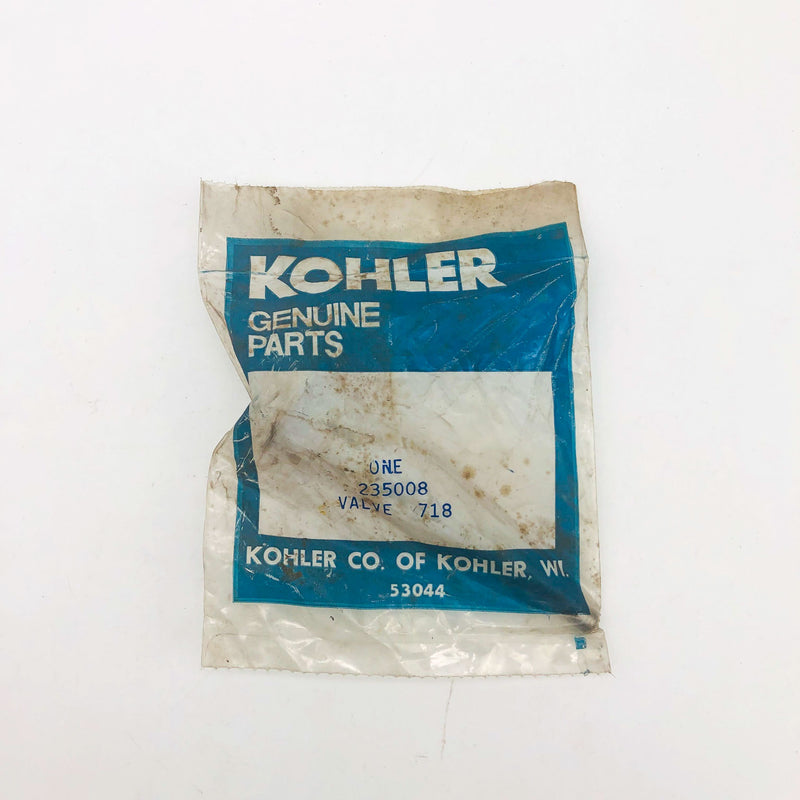 KOHLER
GENUINE
PARTS
ONE
235008
VALVE 718
KOHLER CO. OF KOHLER, WI.
53044